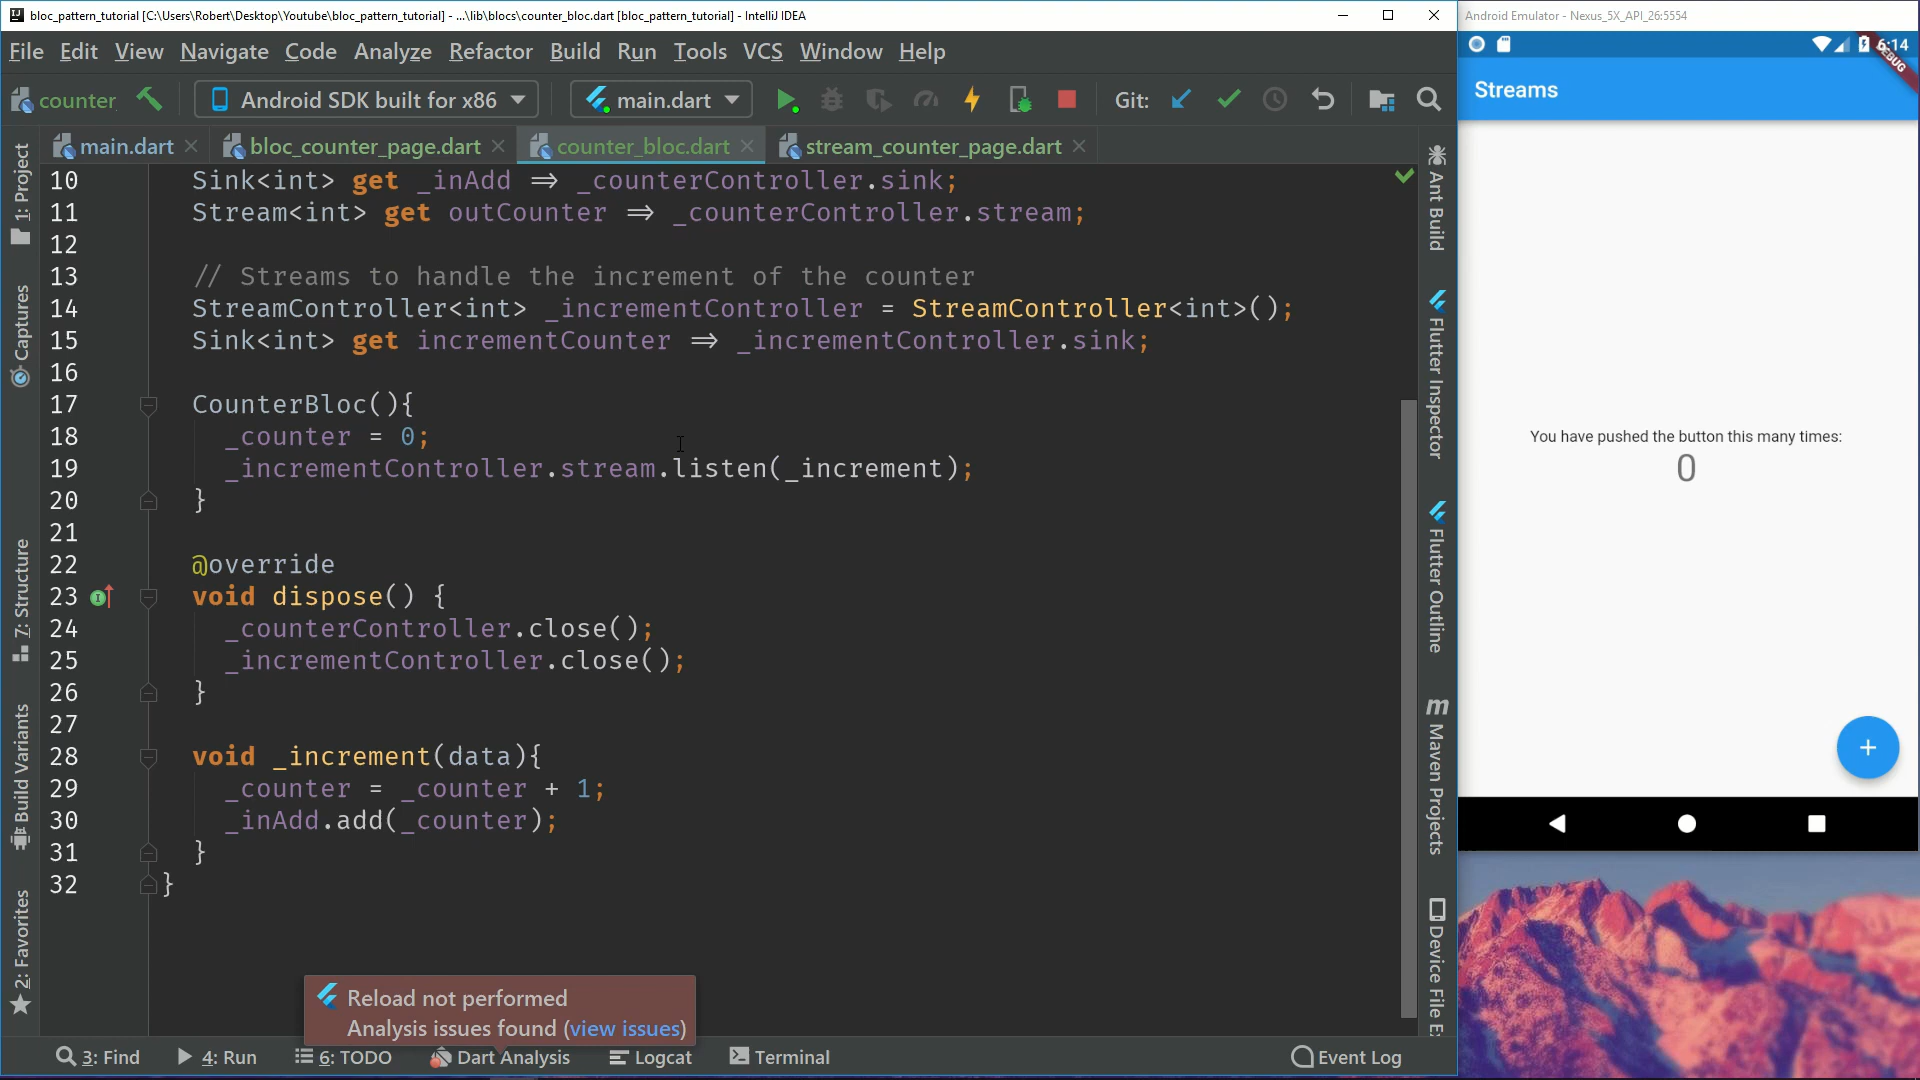 bloc_pattern_tutorial [C:\Users\Robert\Desktop\Youtube\bloc_pattern_tutorial] - ...\lib\blocs\counter_bloc.dart [bloc_pattern_tutorial] - IntelliJ IDEA
File Edit View Navigate Code Analyze Refactor Build Run Tools VCS Window Help
counter Android SDK built for x86 main.dart Git:
main.dart bloc_counter_page.dart counter_bloc.dart stream_counter_page.dart
10 Sink<int> get _inAdd => _counterController.sink;
11 Stream<int> get outCounter => _counterController.stream;
12
13 // Streams to handle the increment of the counter
14 StreamController<int> _incrementController = StreamController<int>();
15 Sink<int> get incrementCounter => _incrementController.sink;
16
17 CounterBloc(){
18 _counter = 0;
19 _incrementController.stream.listen(_increment);
20 }
21
22 @override
23 void dispose() {
24 _counterController.close();
25 _incrementController.close();
26 }
27
28 void _increment(data){
29 _counter = _counter + 1;
30 _inAdd.add(_counter);
31 }
32 }
1: Project
Captures
7: Structure
Build Variants
2: Favorites
Ant Build
Flutter Inspector
Flutter Outline
m Maven Projects
Device File E
Reload not performed
Analysis issues found (view issues)
3: Find 4: Run 6: TODO Dart Analysis Logcat Terminal Event Log
Android Emulator - Nexus_5X_API_26:5554
6:14
DEBUG
Streams
You have pushed the button this many times:
0
+